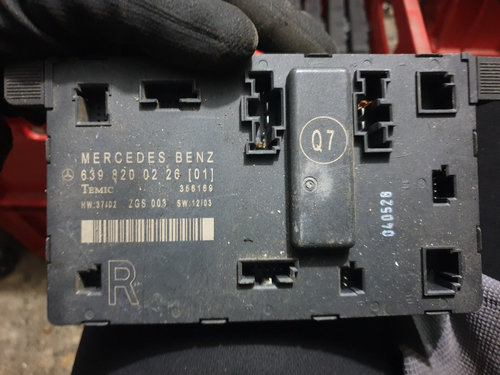 MERCEDES BENZ
639 820 02 26 [01]
TEMIC 366169
HW:37/02 ZGS 003 SW:12/03
R
Q7
040528